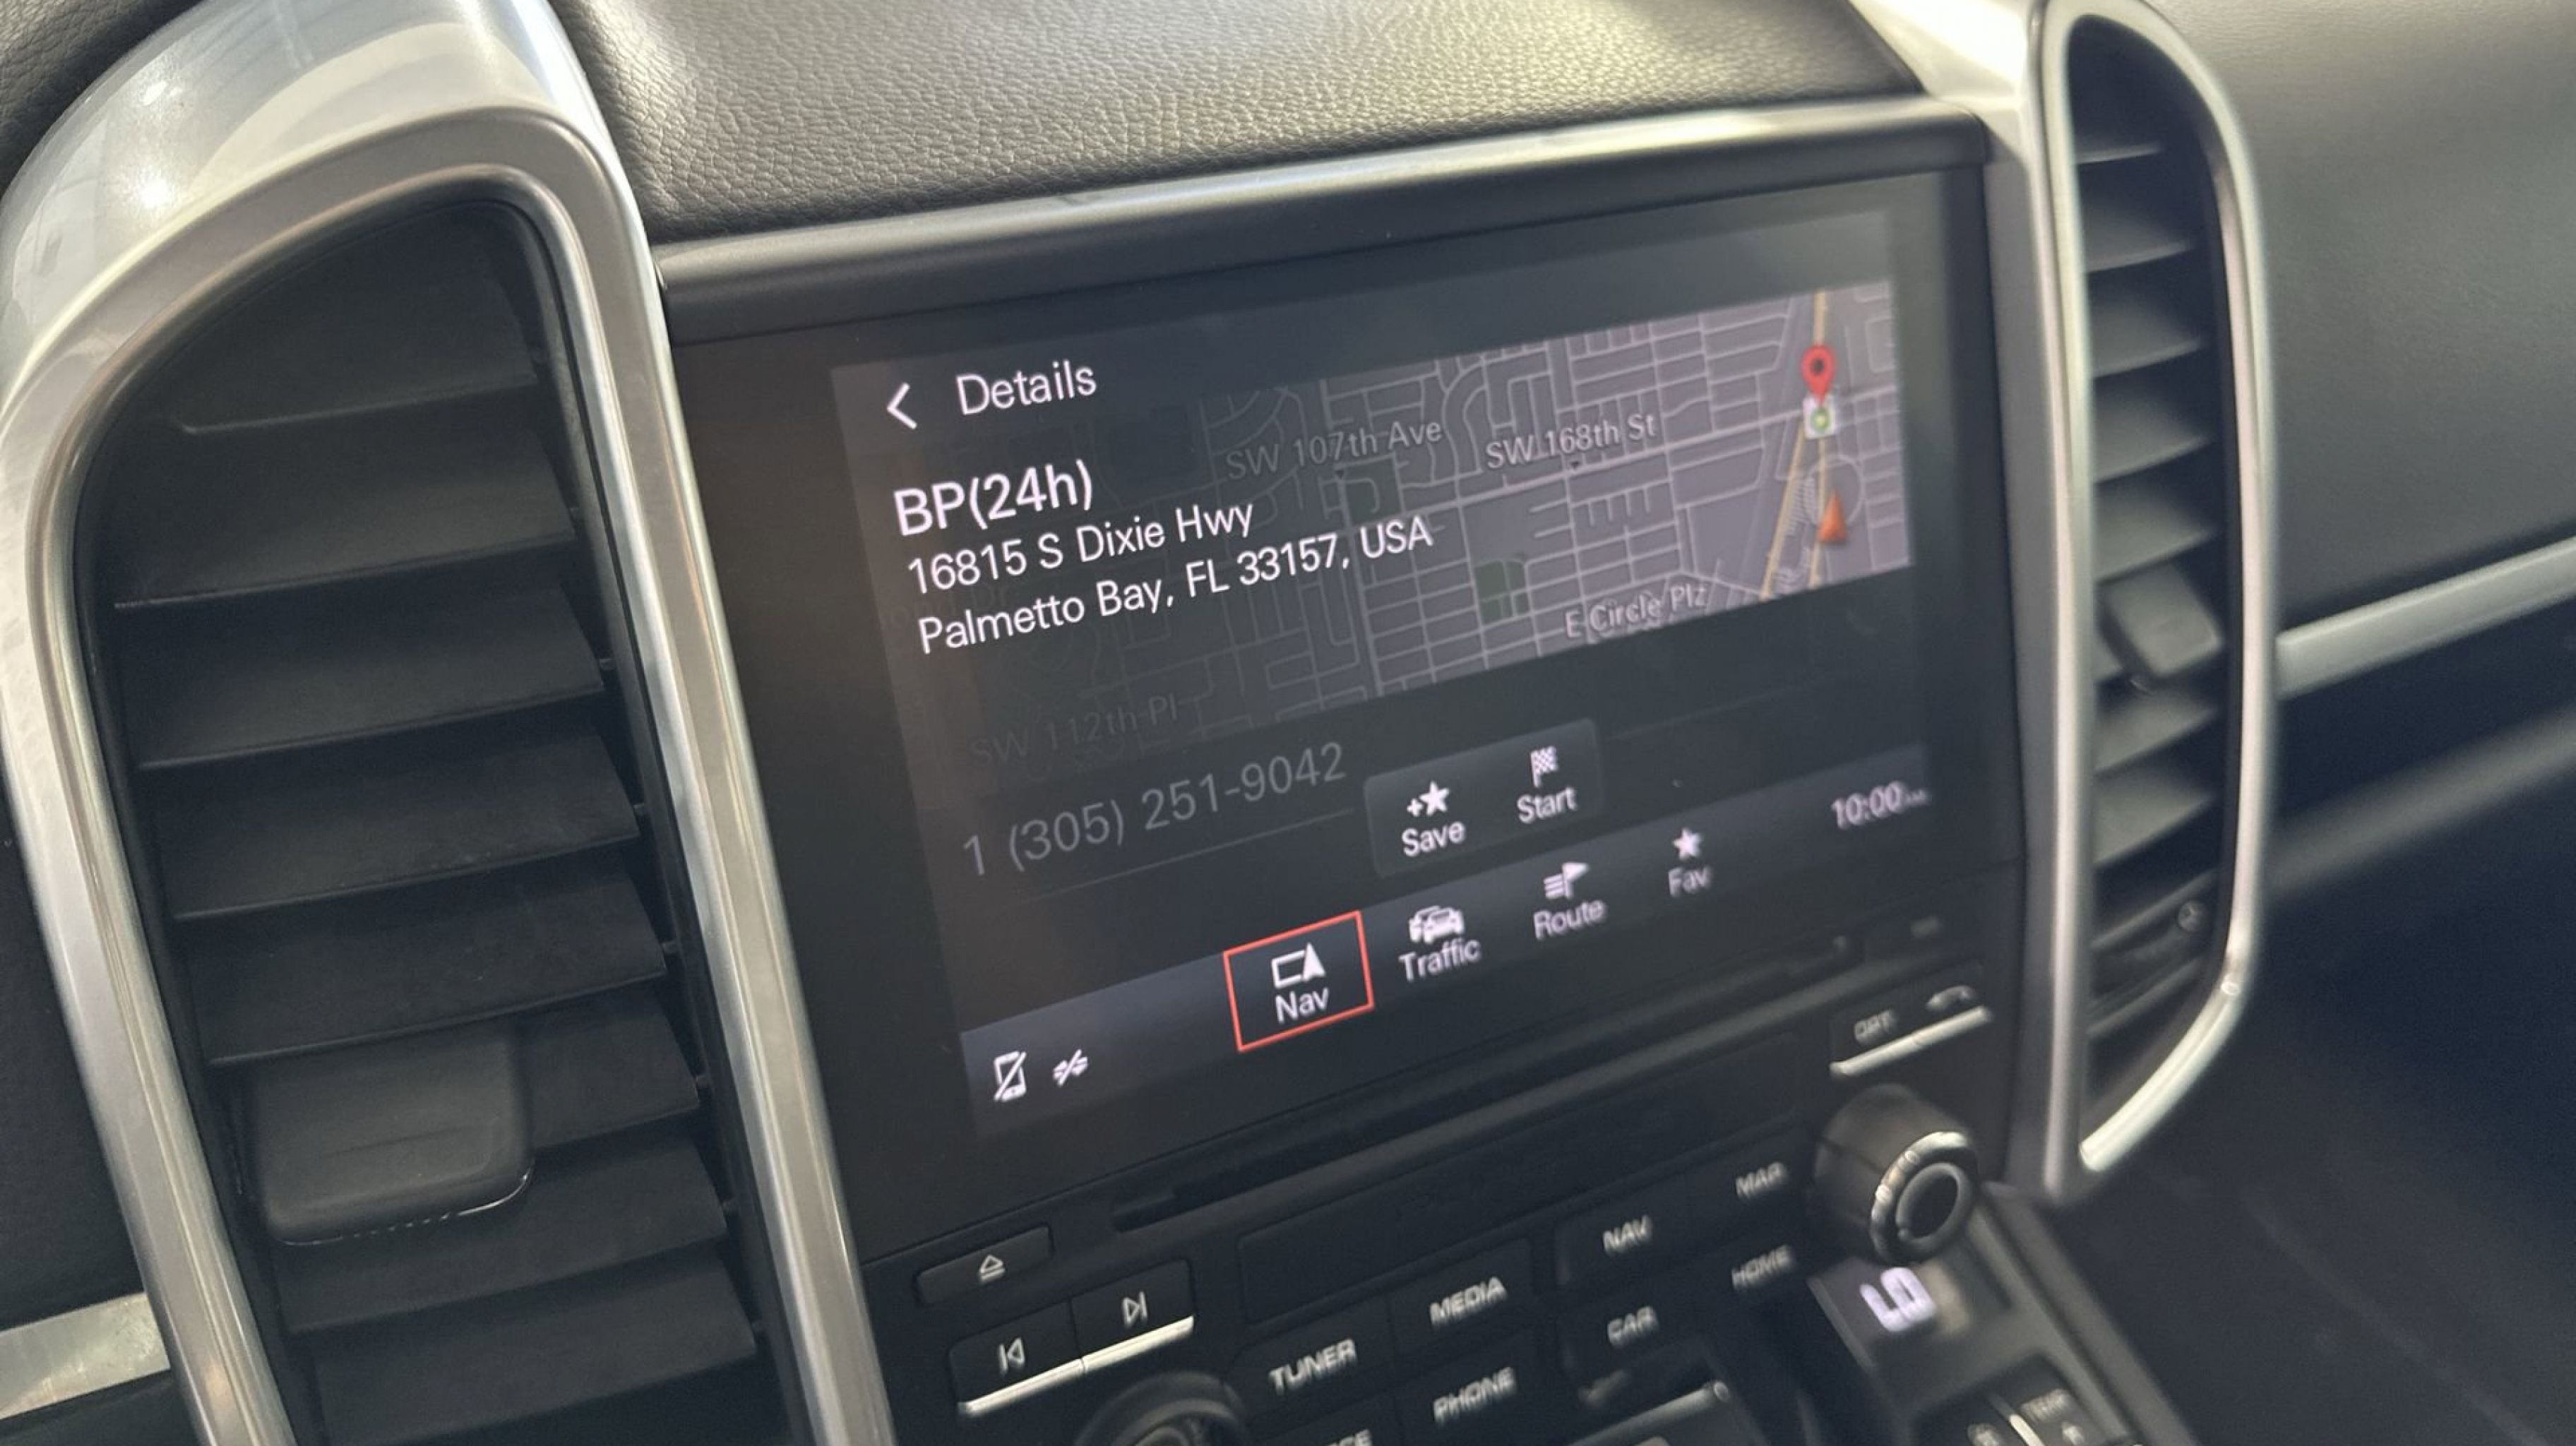 Details
SW 107th Ave
SW 168th St
BP(24h)
16815 S Dixie Hwy
Palmetto Bay, FL 33157, USA
E Circle Plz
SW 112th Pl
1 (305) 251-9042
Save
Start
10:00
Nav
Traffic
Route
Fav
OPT
MAP
NAV
HOME
MEDIA
CAR
TUNER
PHONE